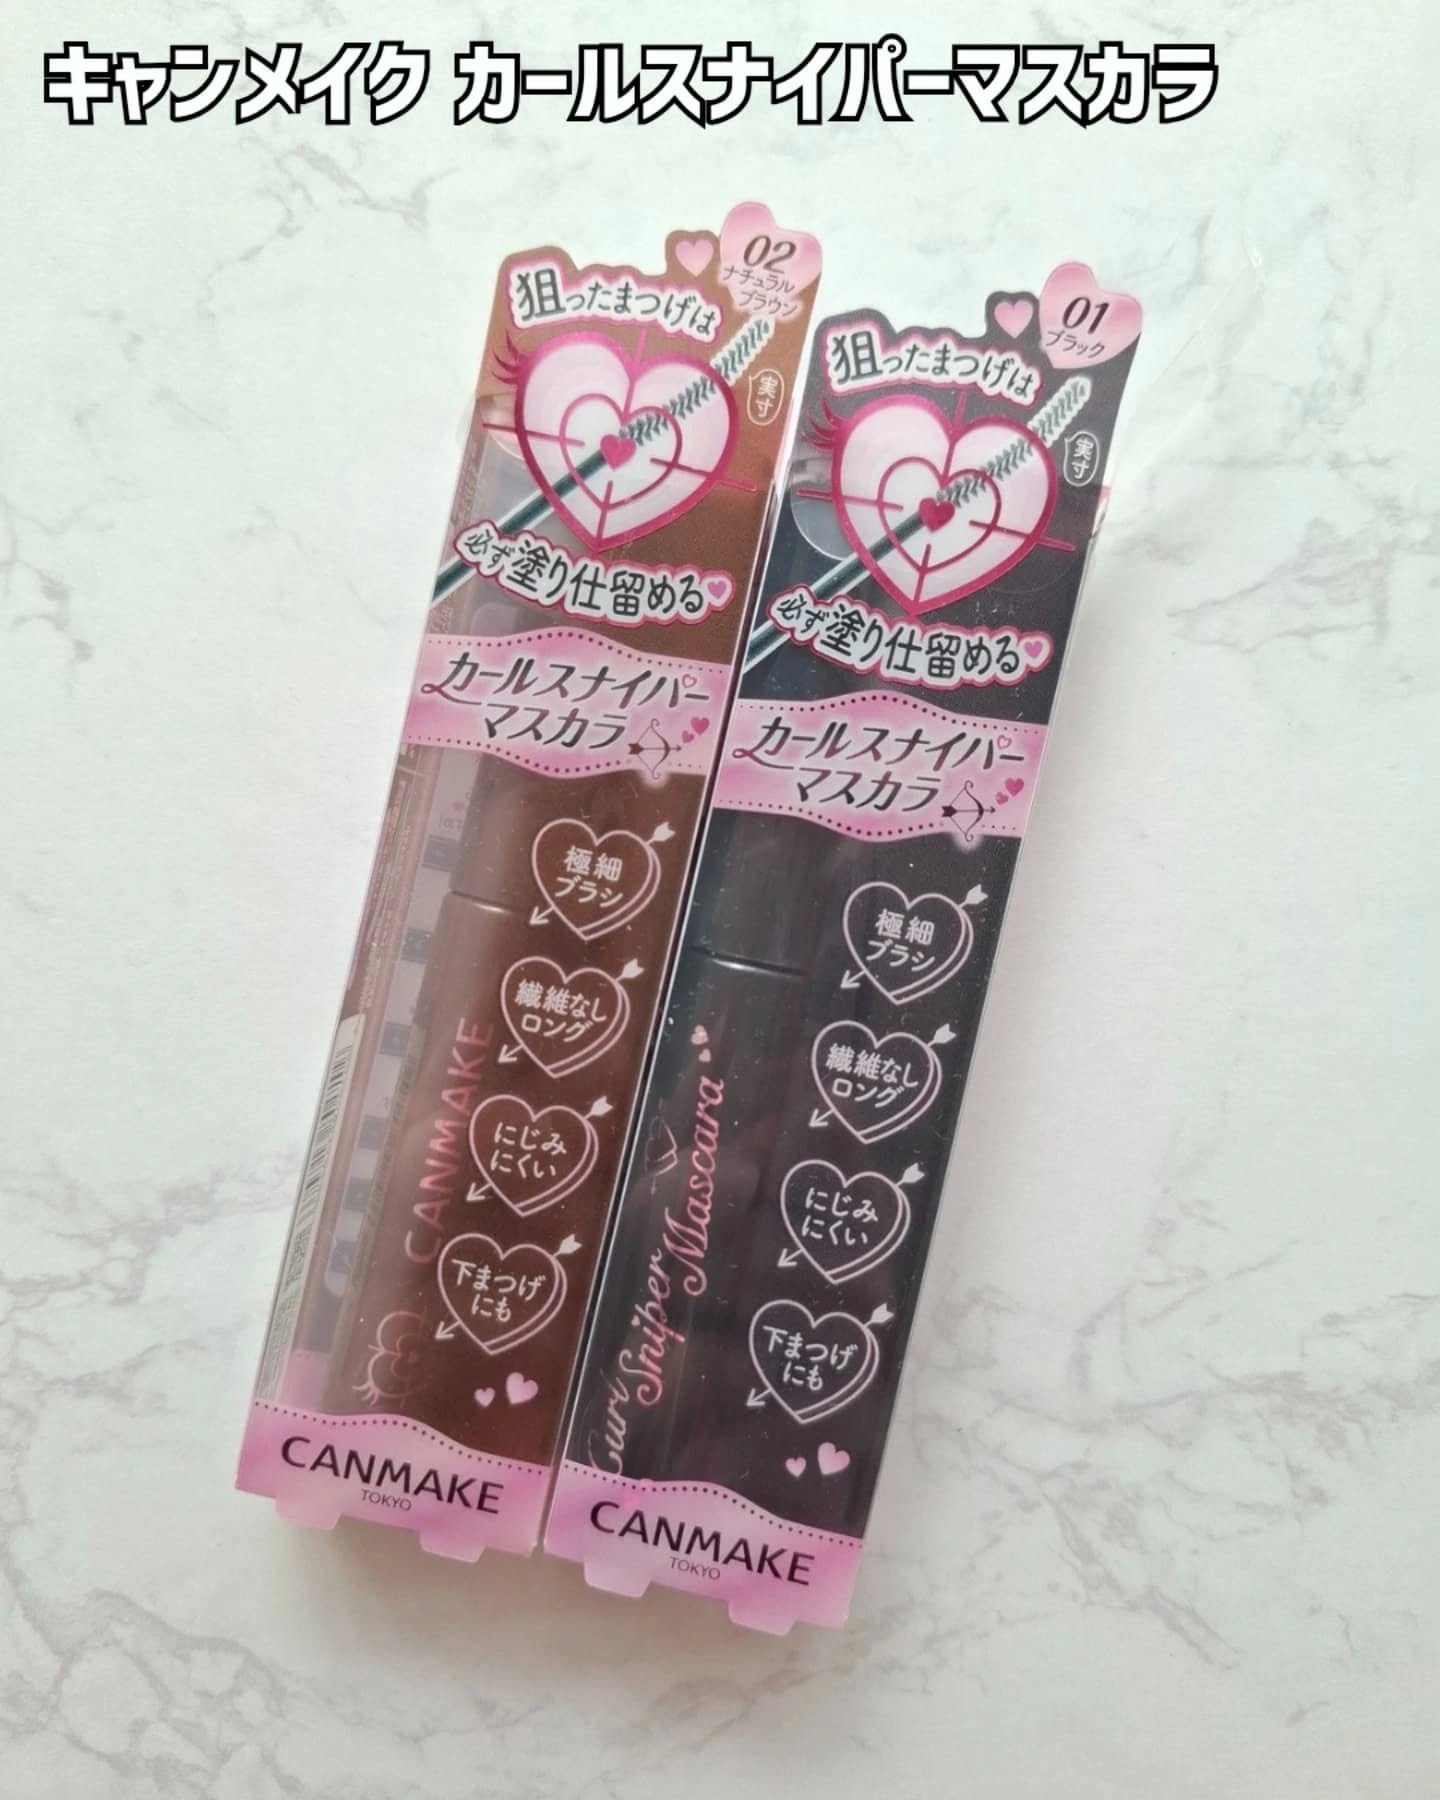 キャンメイク カールスナイパーマスカラ
02
ナチュラル
ブラウン
狙ったまつげは
実寸
必ず塗り仕留める
カールスナイパー
マスカラ
極細
ブラシ
繊維なし
ロング
にじみ
にくい
下まつげ
にも
CANMAKE
CANMAKE
TOKYO
01
ブラック
狙ったまつげは
実寸
必ず塗り仕留める
カールスナイパー
マスカラ
極細
ブラシ
繊維なし
ロング
にじみ
にくい
下まつげ
にも
Curl Sniper
Mascara
CANMAKE
TOKYO